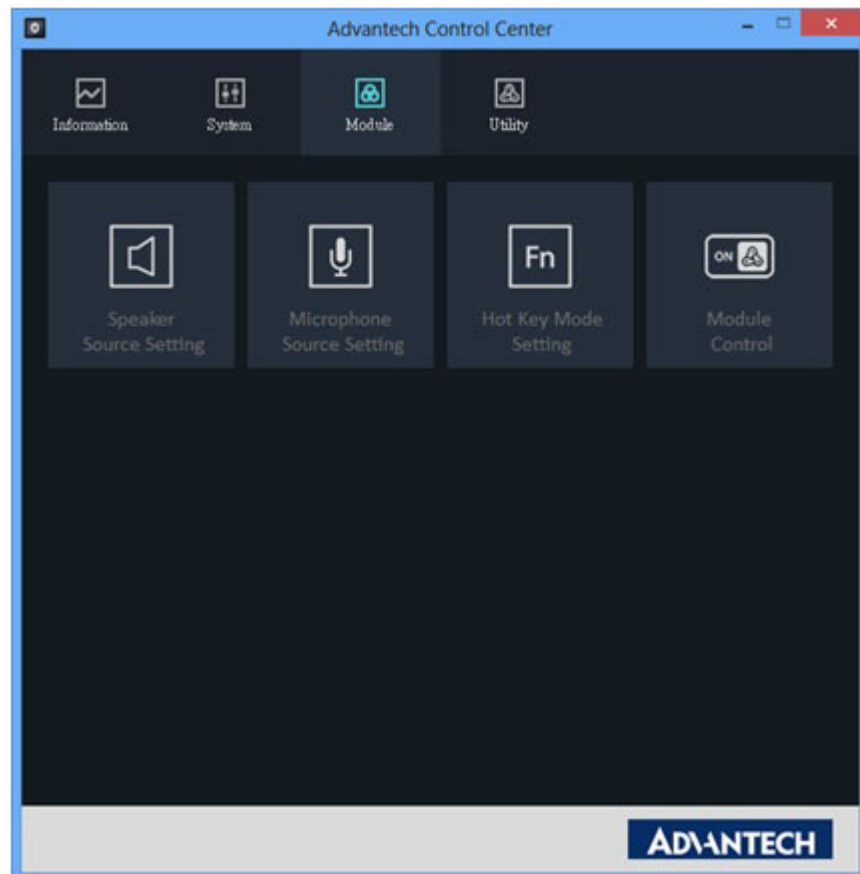 Advantech Control Center
Information
System
Module
Utility
Speaker
Source Setting
Microphone
Source Setting
Fn
Hot Key Mode
Setting
ON
Module
Control
ADVANTECH